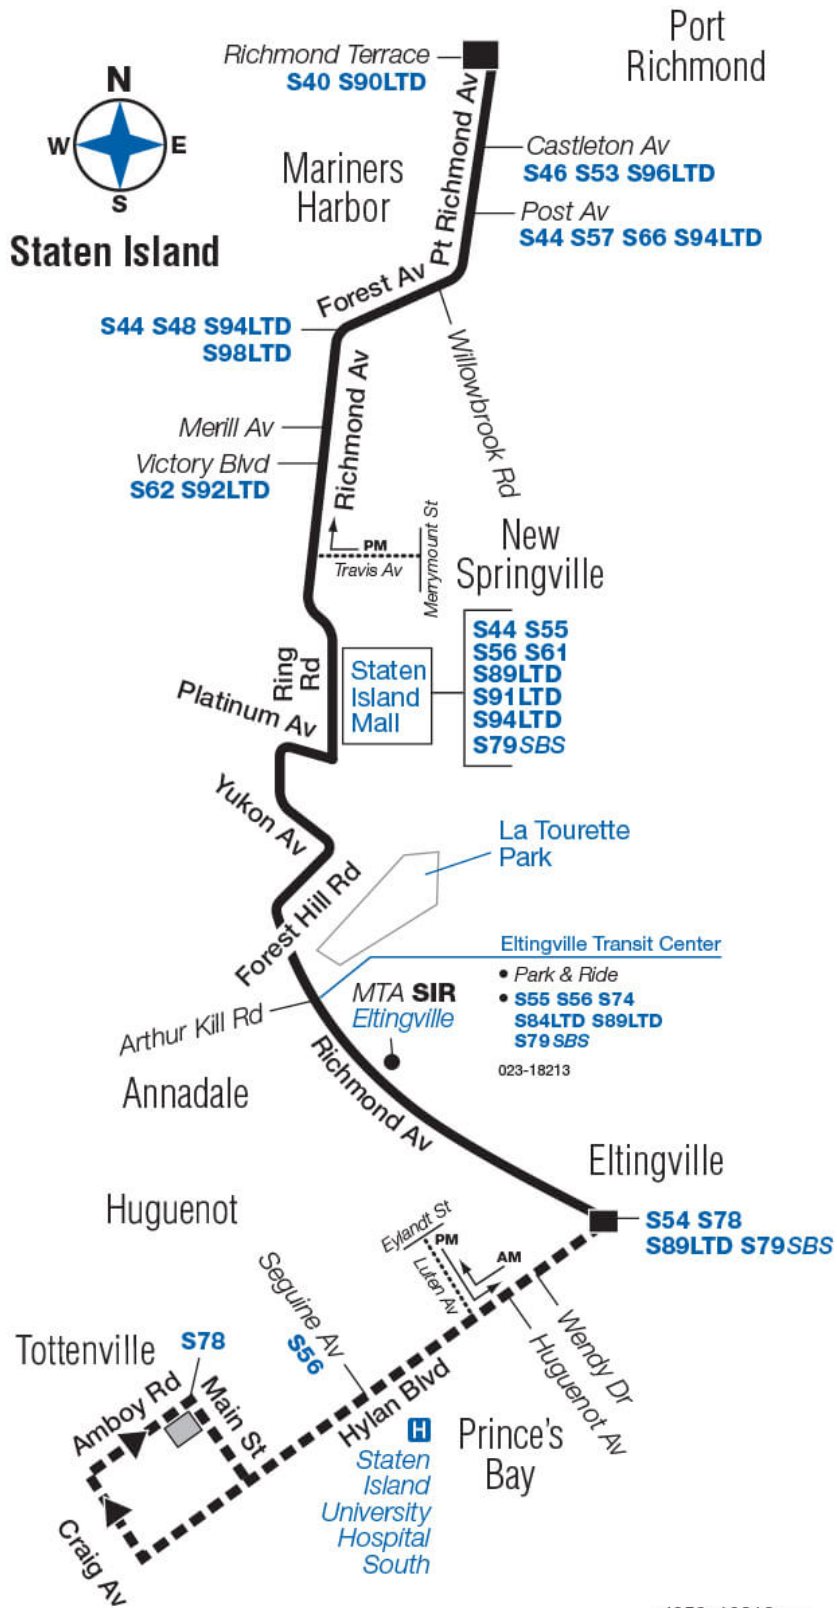 Port
Richmond
Richmond Terrace
S40 S90LTD
N
W
E
S
Staten Island
Mariners
Harbor
Pt Richmond Av
Castleton Av
S46 S53 S96LTD
Post Av
S44 S57 S66 S94LTD
Forest Av
S44 S48 S94LTD
S98LTD
Willowbrook Rd
Richmond Av
Merill Av
Victory Blvd
S62 S92LTD
PM
Travis Av
Merrymount St
New
Springville
S44 S55
S56 S61
S89LTD
S91LTD
S94LTD
S79SBS
Staten
Island
Mall
Ring
Rd
Platinum Av
Yukon Av
La Tourette
Park
Forest Hill Rd
Eltingville Transit Center
• Park & Ride
• S55 S56 S74
S84LTD S89LTD
S79SBS
023-18213
MTA SIR
Eltingville
Arthur Kill Rd
Richmond Av
Annadale
Eltingville
S54 S78
S89LTD S79SBS
Huguenot
Eylandt St
PM
AM
Luten Av
Wendy Dr
Huguenot Av
Seguine Av
S56
Tottenville
S78
Amboy Rd
Main St
Hylan Blvd
H
Staten
Island
University
Hospital
South
Prince's
Bay
Craig Av